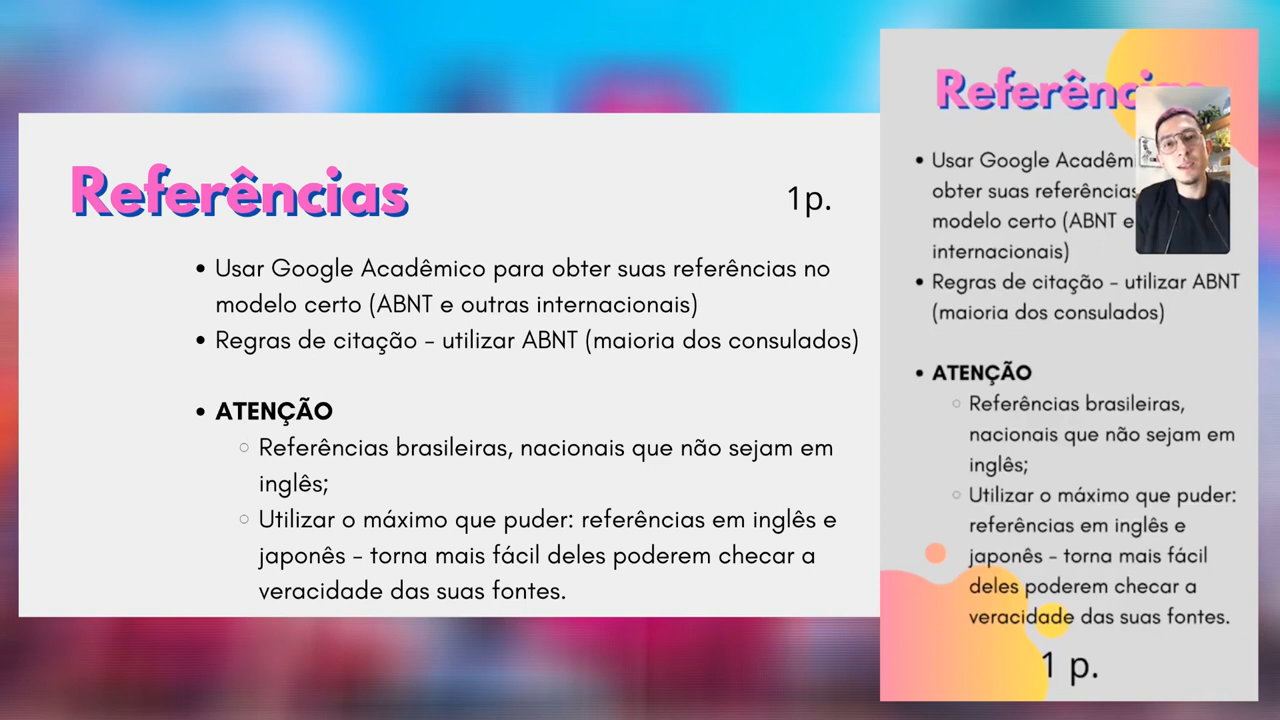 Referências
1p.
• Usar Google Acadêmico para obter suas referências no
modelo certo (ABNT e outras internacionais)
• Regras de citação - utilizar ABNT (maioria dos consulados)
• ATENÇÃO
○ Referências brasileiras, nacionais que não sejam em
inglês;
○ Utilizar o máximo que puder: referências em inglês e
japonês - torna mais fácil deles poderem checar a
veracidade das suas fontes.
Referências
• Usar Google Acadêmi
obter suas referências
modelo certo (ABNT e
internacionais)
• Regras de citação - utilizar ABNT
(maioria dos consulados)
• ATENÇÃO
○ Referências brasileiras,
nacionais que não sejam em
inglês;
○ Utilizar o máximo que puder:
referências em inglês e
japonês - torna mais fácil
deles poderem checar a
veracidade das suas fontes.
1 p.